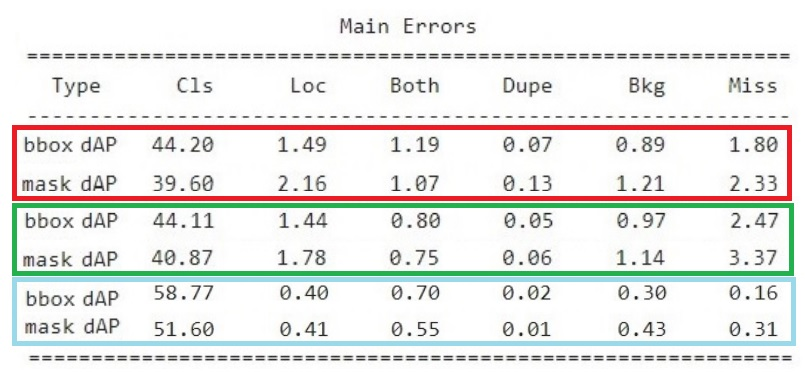 Main Errors
=============================================================
Type Cls Loc Both Dupe Bkg Miss
-------------------------------------------------------------
bbox dAP 44.20 1.49 1.19 0.07 0.89 1.80
mask dAP 39.60 2.16 1.07 0.13 1.21 2.33
bbox dAP 44.11 1.44 0.80 0.05 0.97 2.47
mask dAP 40.87 1.78 0.75 0.06 1.14 3.37
bbox dAP 58.77 0.40 0.70 0.02 0.30 0.16
mask dAP 51.60 0.41 0.55 0.01 0.43 0.31
=============================================================